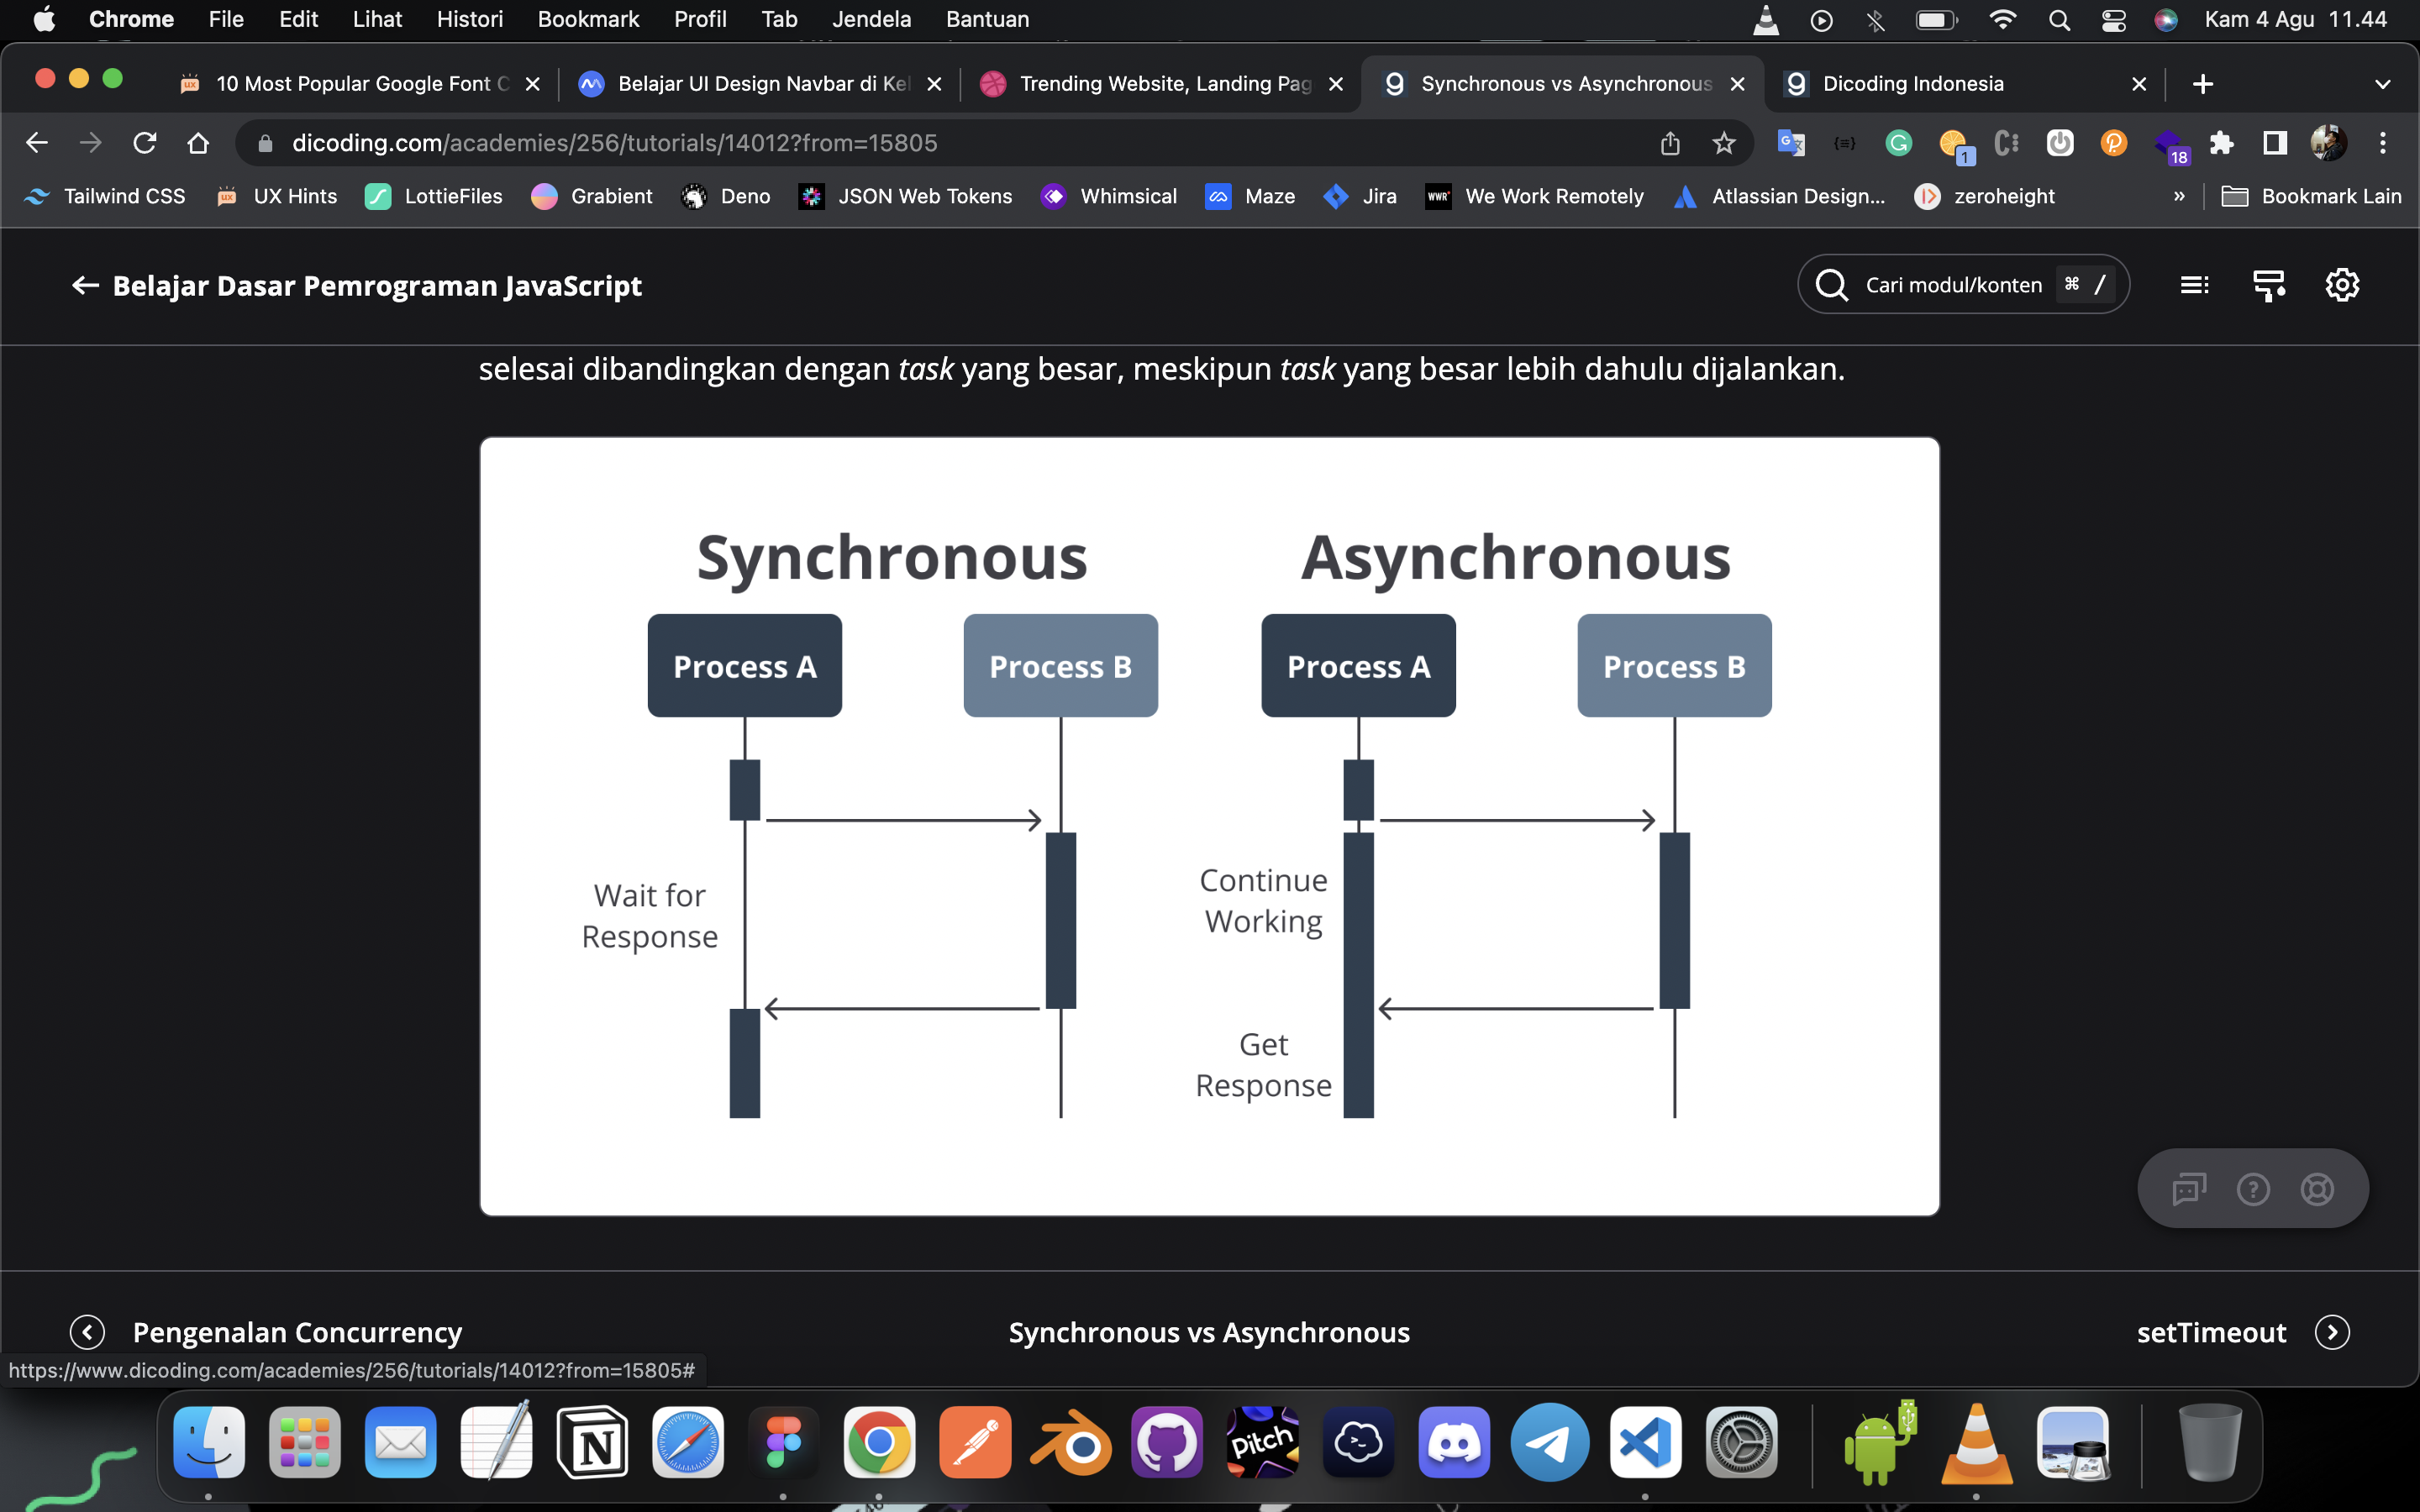 Chrome File Edit Lihat Histori Bookmark Profil Tab Jendela Bantuan Kam 4 Agu 11.44
10 Most Popular Google Font C Belajar UI Design Navbar di Kel Trending Website, Landing Pag Synchronous vs Asynchronous Dicoding Indonesia
dicoding.com/academies/256/tutorials/14012?from=15805 1 18
Tailwind CSS UX Hints LottieFiles Grabient Deno JSON Web Tokens Whimsical Maze Jira We Work Remotely Atlassian Design... zeroheight » Bookmark Lain
Belajar Dasar Pemrograman JavaScript Cari modul/konten ⌘ /
selesai dibandingkan dengan task yang besar, meskipun task yang besar lebih dahulu dijalankan.
Synchronous Asynchronous
Process A Process B Process A Process B
Wait for
Response
Continue
Working
Get
Response
Pengenalan Concurrency Synchronous vs Asynchronous setTimeout
https://www.dicoding.com/academies/256/tutorials/14012?from=15805#
Pitch